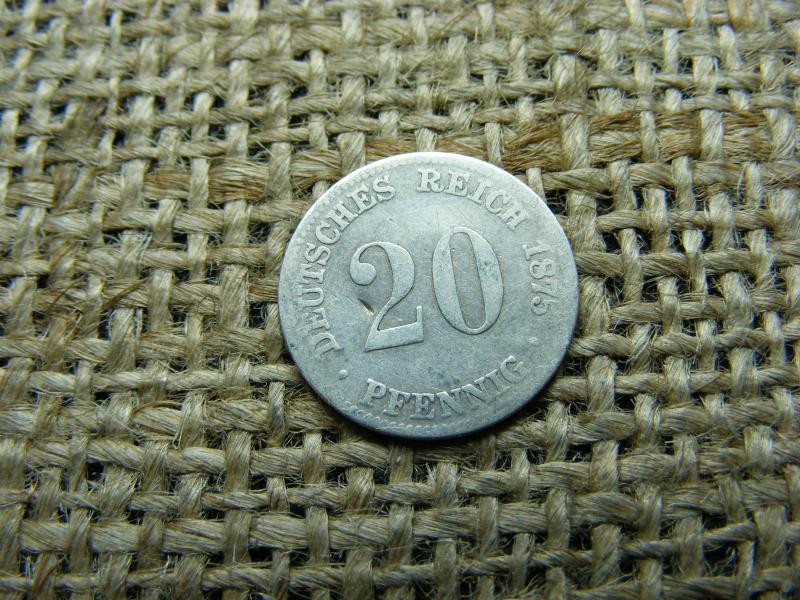 DEUTSCHES REICH 1875
20
PFENNIG